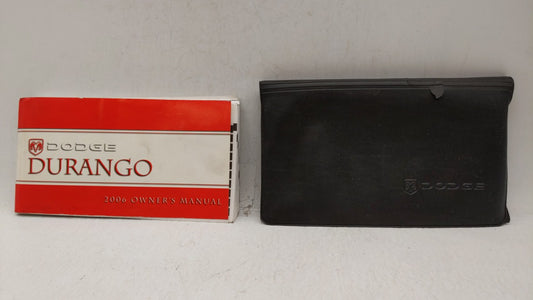 DODGE
DURANGO
2006 OWNER'S MANUAL
DODGE